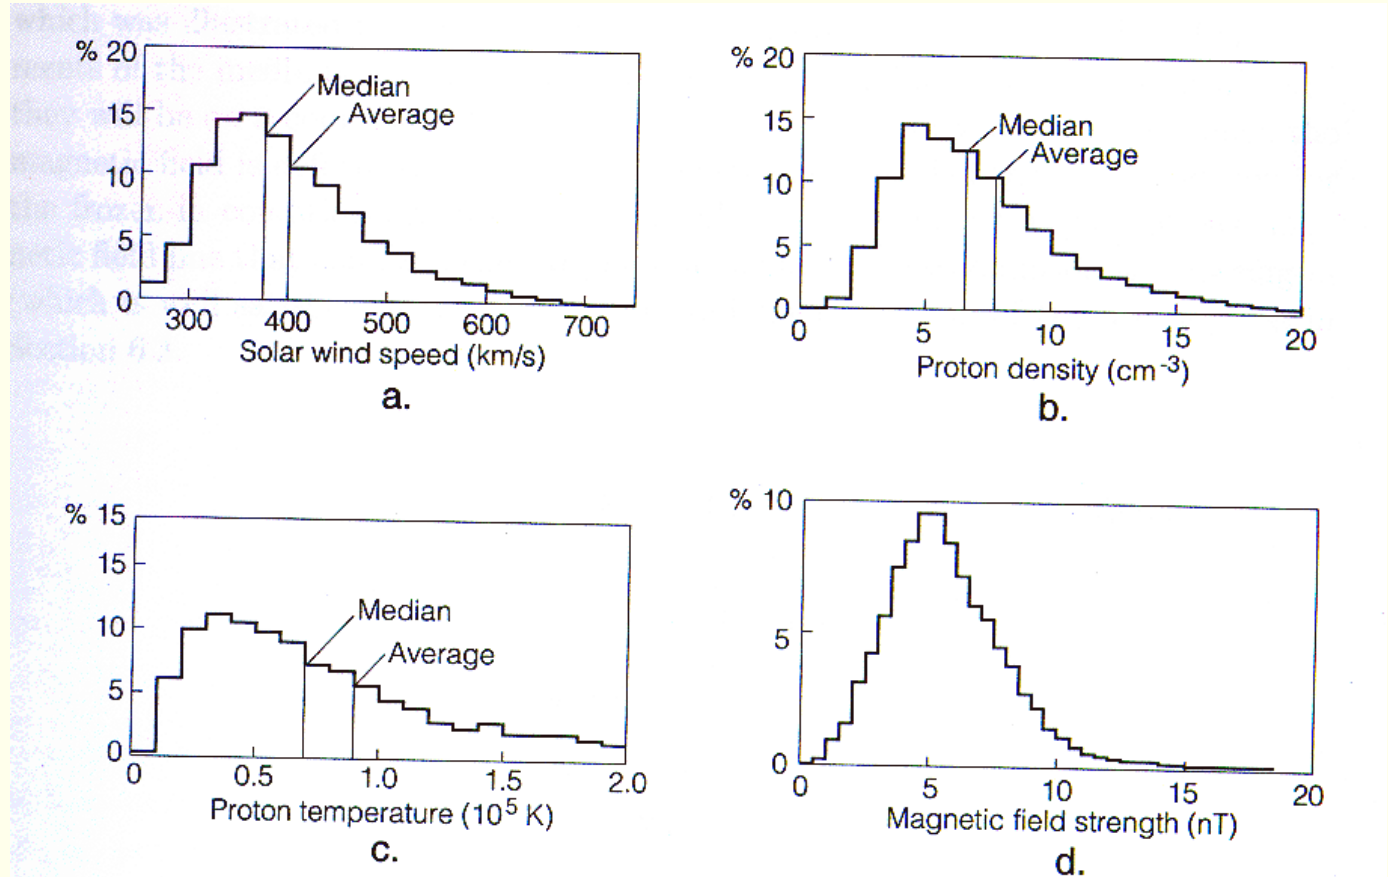 % 20
15
10
5
0
Median
Average
300 400 500 600 700
Solar wind speed (km/s)
a.
% 20
15
10
5
0
Median
Average
0 5 10 15 20
Proton density (cm-3)
b.
% 15
15
10
5
0
Median
Average
0 0.5 1.0 1.5 2.0
Proton temperature (10⁵ K)
c.
% 10
5
0
0 5 10 15 20
Magnetic field strength (nT)
d.